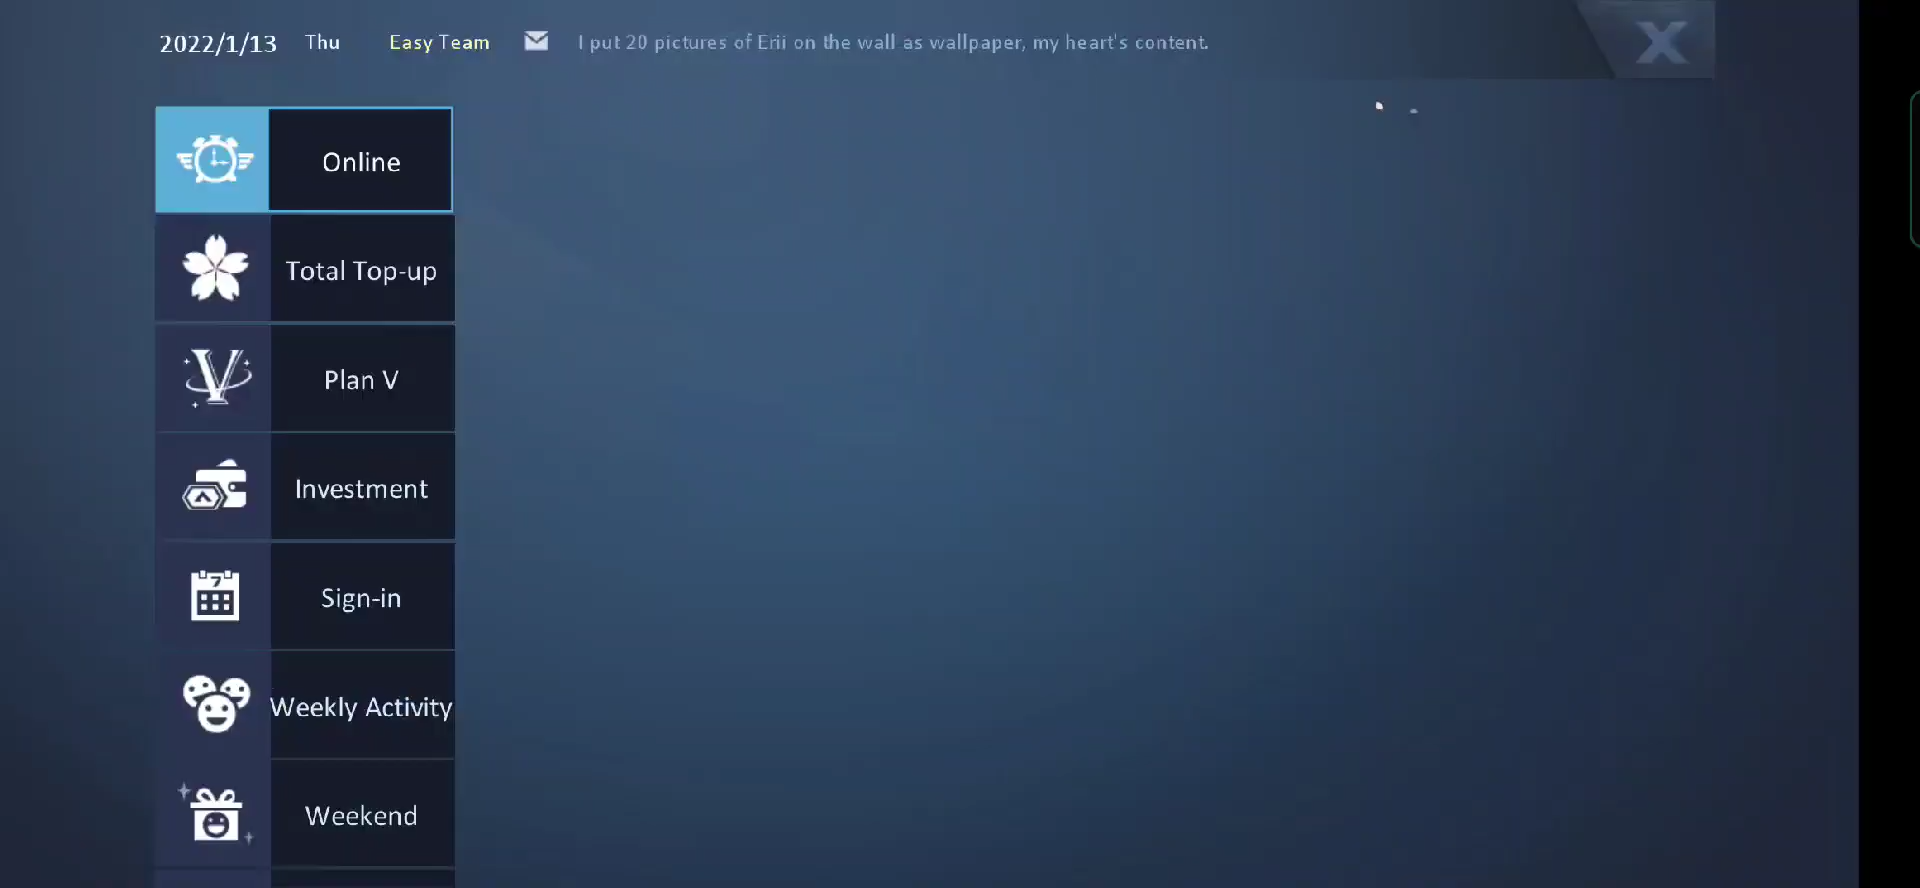 2022/1/13 Thu Easy Team I put 20 pictures of Erii on the wall as wallpaper, my heart's content.
X
Online
Total Top-up
V
Plan V
Investment
7
Sign-in
Weekly Activity
Weekend